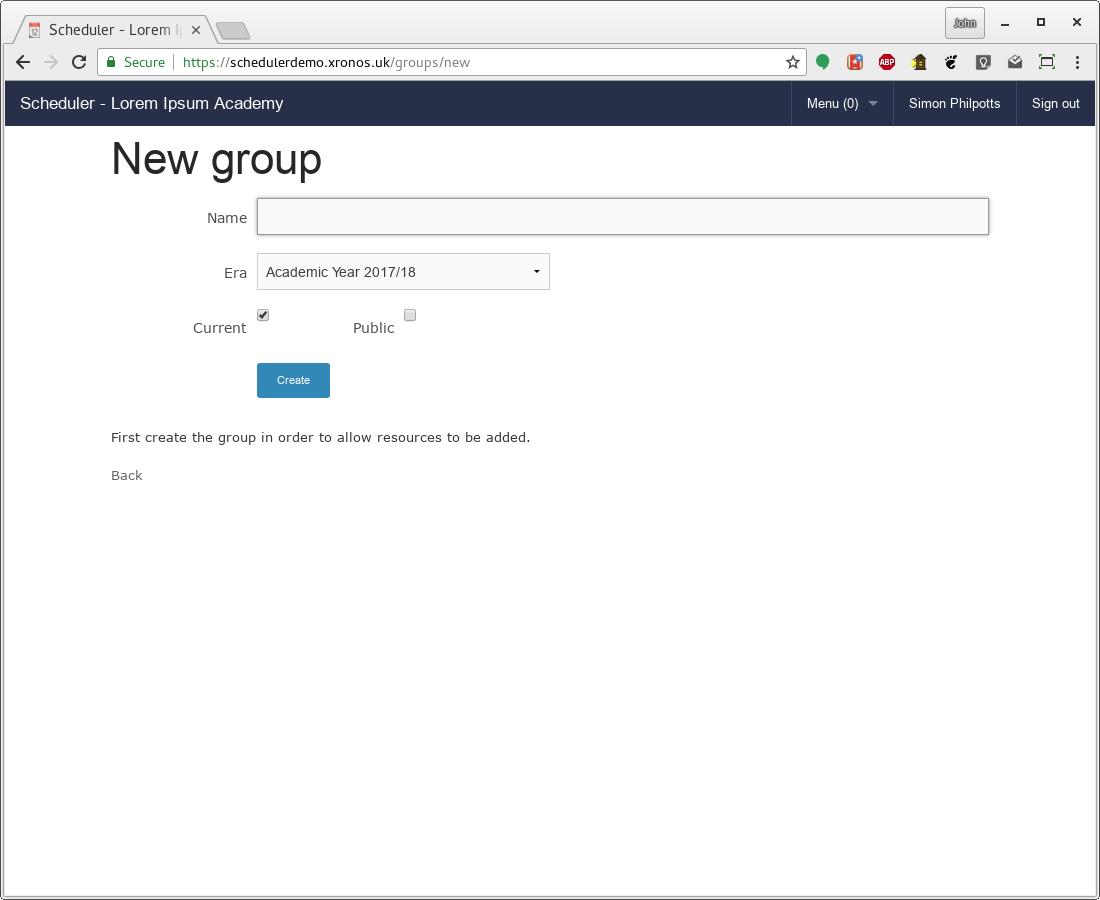 Scheduler - Lorem I
John
Secure
https://schedulerdemo.xronos.uk/groups/new
ABP
Scheduler - Lorem Ipsum Academy
Menu (0)
Simon Philpotts
Sign out
New group
Name
Era
Academic Year 2017/18
Current
Public
Create
First create the group in order to allow resources to be added.
Back